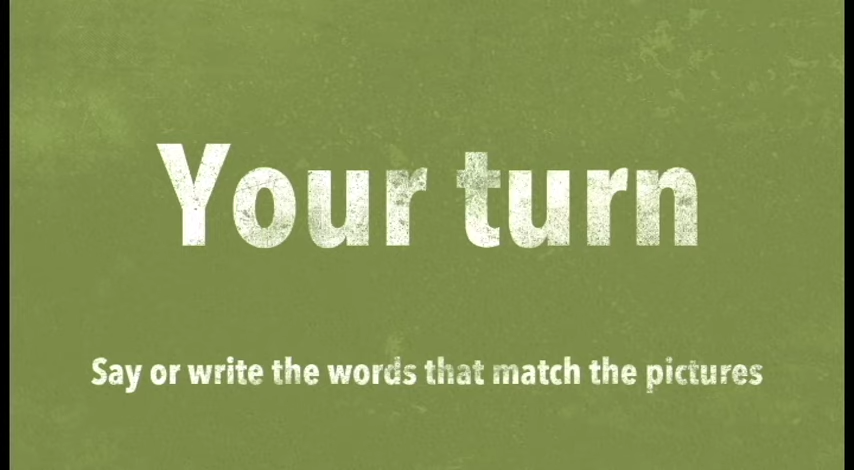 Your turn
Say or write the words that match the pictures